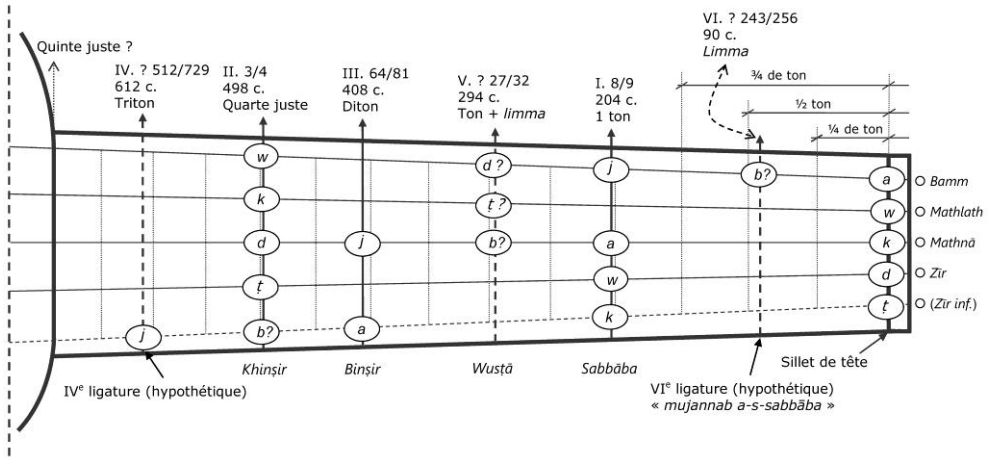 VI. ? 243/256
90 c.
Limma
Quinte juste ?
IV. ? 512/729
612 c.
Triton
II. 3/4
498 c.
Quarte juste
III. 64/81
408 c.
Diton
V. ? 27/32
294 c.
Ton + limma
I. 8/9
204 c.
1 ton
¾ de ton
½ ton
¼ de ton
w d ? j b? a Bamm
k ṭ ? w Mathlath
d j b? a k Mathnā
ṭ w d Zīr
j b? a k ṭ (Zīr inf.)
Khinṣir Binṣir Wusṭā Sabbāba
Sillet de tête
IVe ligature (hypothétique)
VIe ligature (hypothétique)
« mujannab a-s-sabbāba »